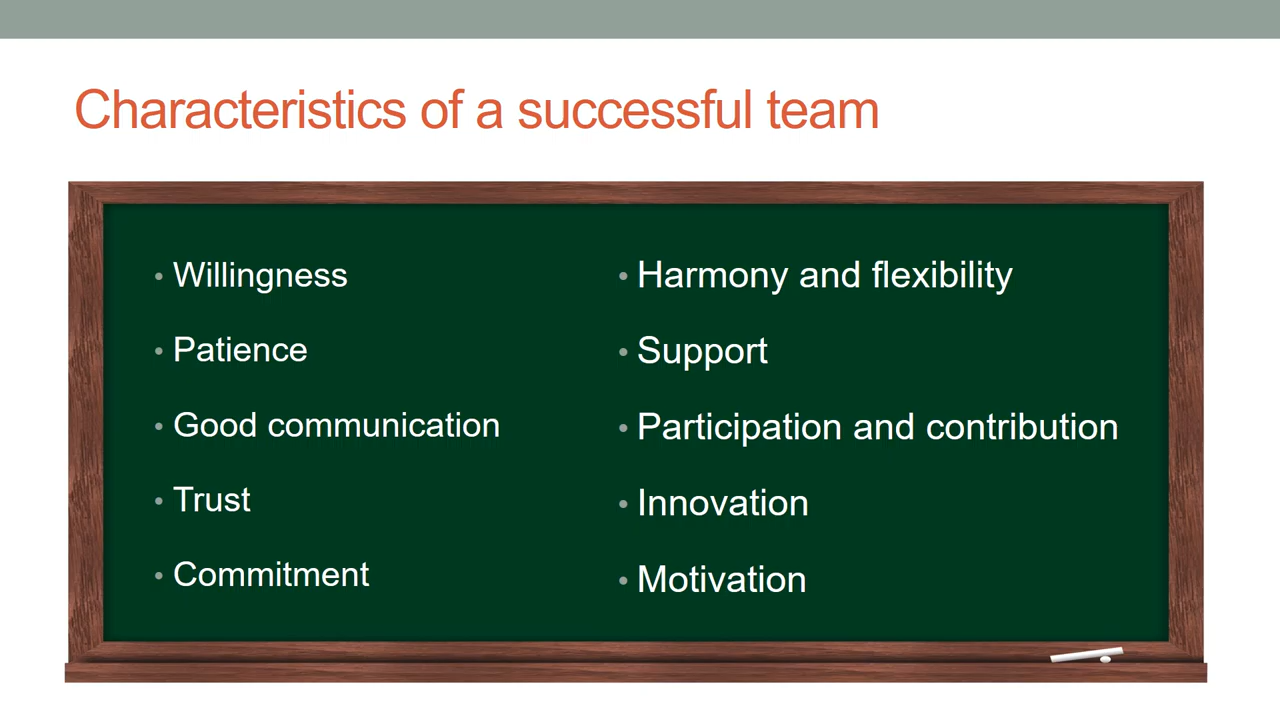 Characteristics of a successful team
Willingness
Patience
Good communication
Trust
Commitment
Harmony and flexibility
Support
Participation and contribution
Innovation
Motivation